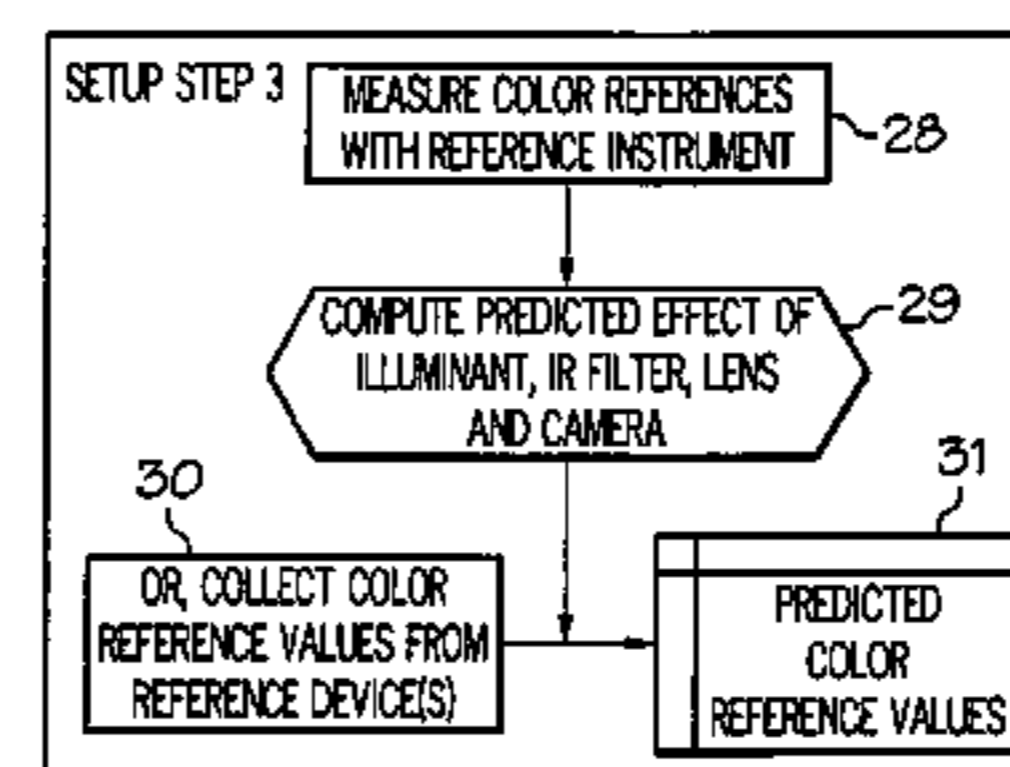 SETUP STEP 3
MEASURE COLOR REFERENCES
WITH REFERENCE INSTRUMENT
28
COMPUTE PREDICTED EFFECT OF
ILLUMINANT, IR FILTER, LENS
AND CAMERA
29
30
OR, COLLECT COLOR
REFERENCE VALUES FROM
REFERENCE DEVICE(S)
31
PREDICTED
COLOR
REFERENCE VALUES